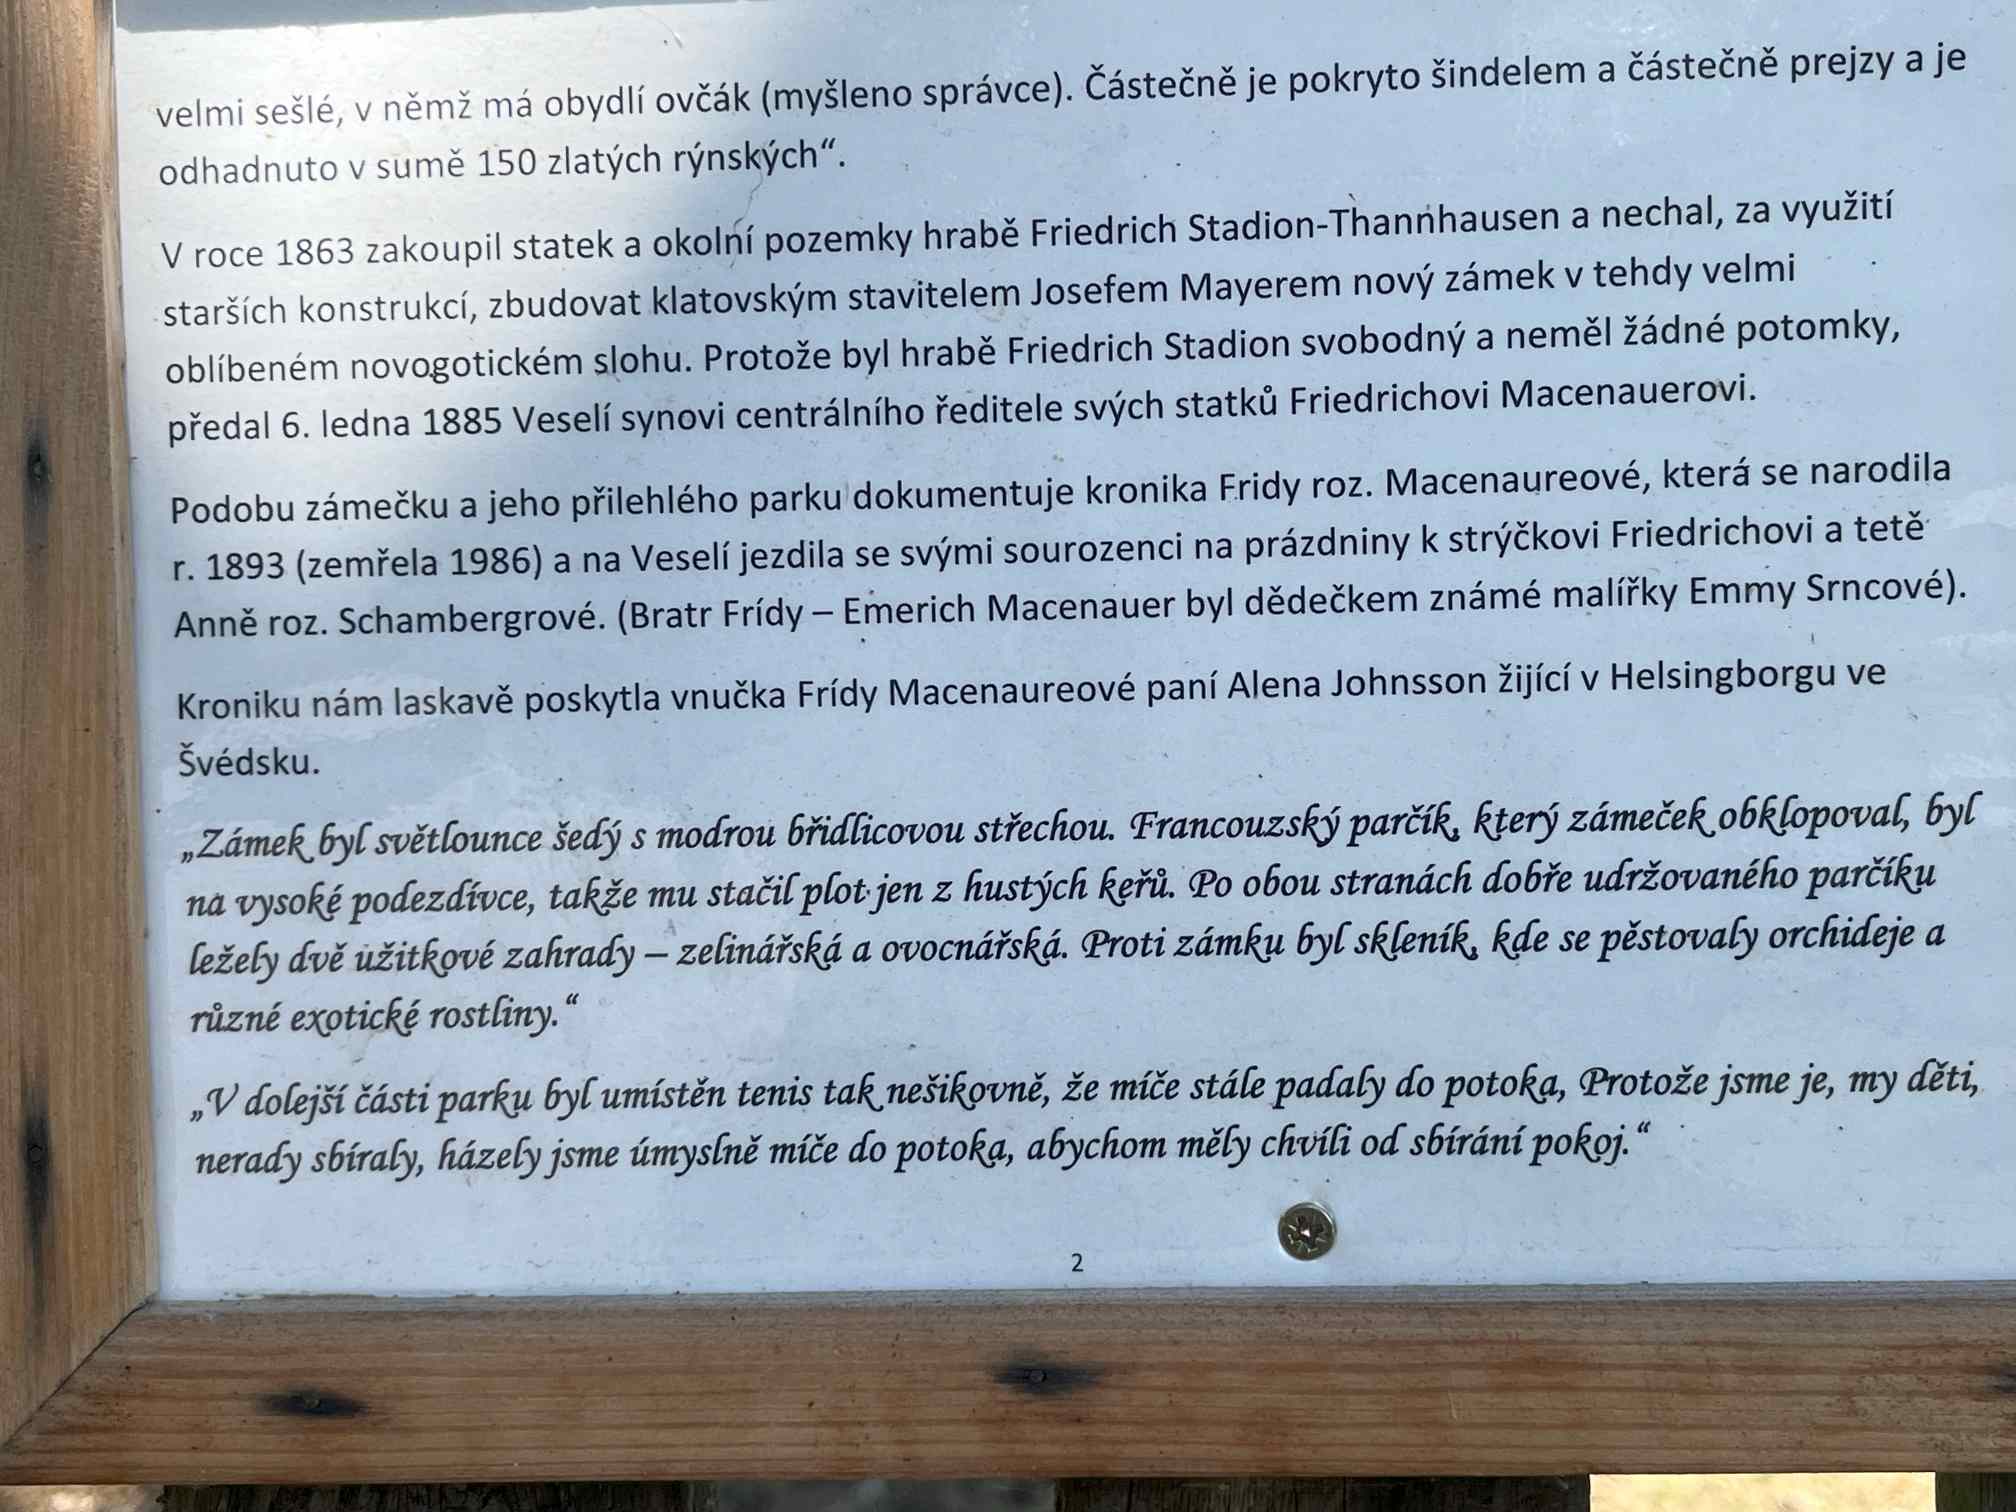 velmi sešlé, v němž má obydlí ovčák (myšleno správce). Částečně je pokryto šindelem a částečně prejzy a je
odhadnuto v sumě 150 zlatých rýnských“.
V roce 1863 zakoupil statek a okolní pozemky hrabě Friedrich Stadion-Thannhausen a nechal, za využití
starších konstrukcí, zbudovat klatovským stavitelem Josefem Mayerem nový zámek v tehdy velmi
oblíbeném novogotickém slohu. Protože byl hrabě Friedrich Stadion svobodný a neměl žádné potomky,
předal 6. ledna 1885 Veselí synovi centrálního ředitele svých statků Friedrichovi Macenauerovi.
Podobu zámečku a jeho přilehlého parku dokumentuje kronika Fridy roz. Macenaureové, která se narodila
r. 1893 (zemřela 1986) a na Veselí jezdila se svými sourozenci na prázdniny k strýčkovi Friedrichovi a tetě
Anně roz. Schambergrové. (Bratr Frídy – Emerich Macenauer byl dědečkem známé malířky Emmy Srncové).
Kroniku nám laskavě poskytla vnučka Frídy Macenaureové paní Alena Johnsson žijící v Helsingborgu ve
Švédsku.
„Zámek byl světlounce šedý s modrou břidlicovou střechou. Francouzský parčík, který zámeček obklopoval, byl
na vysoké podezdívce, takže mu stačil plot jen z hustých keřů. Po obou stranách dobře udržovaného parčíku
ležely dvě užitkové zahrady – zelinářská a ovocnářská. Proti zámku byl skleník, kde se pěstovaly orchideje a
různé exotické rostliny.“
„V dolejší části parku byl umístěn tenis tak nešikovně, že míče stále padaly do potoka, Protože jsme je, my děti,
nerady sbíraly, házely jsme úmyslně míče do potoka, abychom měly chvíli od sbírání pokoj.“
2